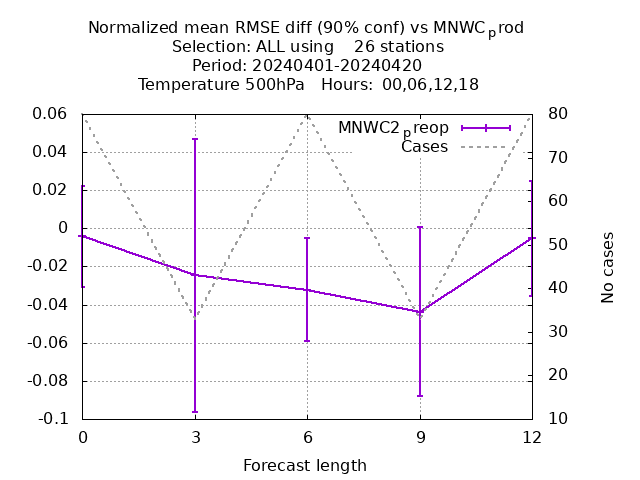 Normalized mean RMSE diff (90% conf) vs MNWC_prod
Selection: ALL using    26 stations
Period: 20240401-20240420
Temperature 500hPa   Hours:  00,06,12,18
MNWC2_preop
Cases
0.06
0.04
0.02
0
-0.02
-0.04
-0.06
-0.08
-0.1
80
70
60
50
40
30
20
10
No cases
0 3 6 9 12
Forecast length